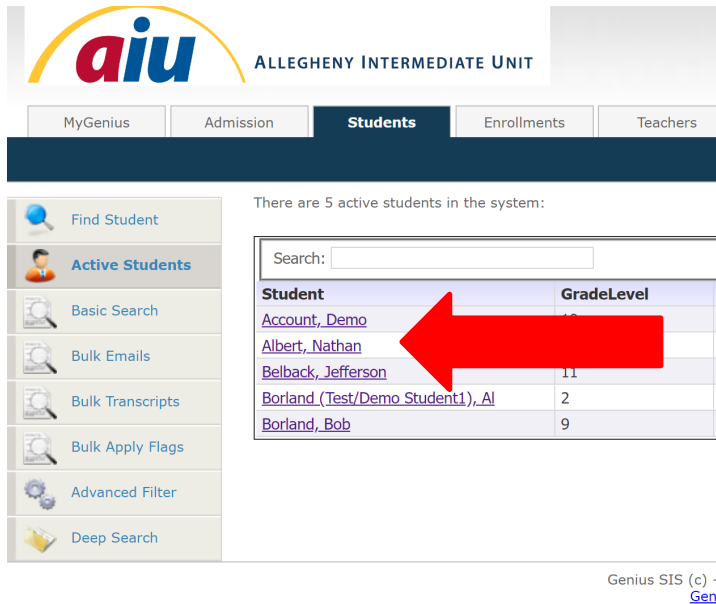 aiu ALLEGHENY INTERMEDIATE UNIT
MyGenius Admission Students Enrollments Teachers
There are 5 active students in the system:
Find Student
Active Students
Basic Search
Bulk Emails
Bulk Transcripts
Bulk Apply Flags
Advanced Filter
Deep Search
Search:
Student GradeLevel
Account, Demo
Albert, Nathan
Belback, Jefferson 11
Borland (Test/Demo Student1), Al 2
Borland, Bob 9
Genius SIS (c) -
Gen